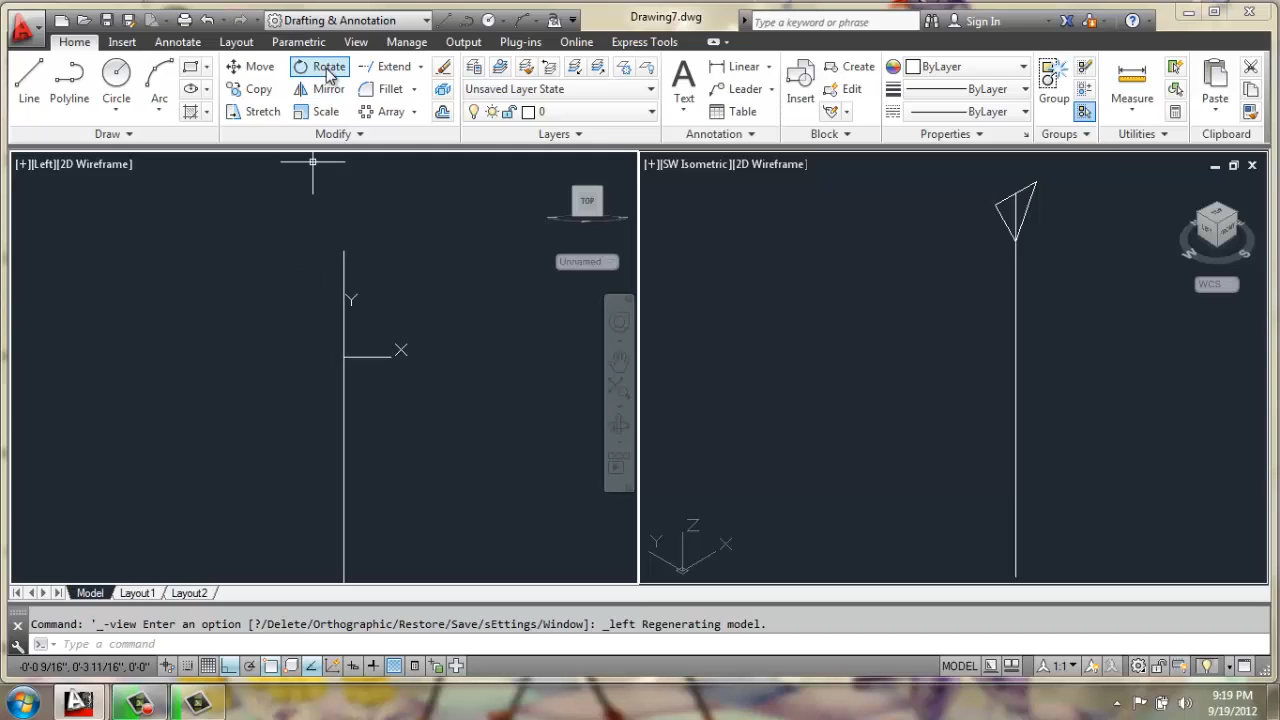 Drafting & Annotation
Drawing7.dwg
Type a keyword or phrase
Sign In
Home Insert Annotate Layout Parametric View Manage Output Plug-ins Online Express Tools
Line Polyline Circle Arc
Move Rotate Extend
Copy Mirror Fillet
Stretch Scale Array
Unsaved Layer State
0
Text
Linear
Leader
Table
Insert
Create
Edit
ByLayer
ByLayer
ByLayer
Group
Measure
Paste
Draw Modify Layers Annotation Block Properties Groups Utilities Clipboard
[+][Left][2D Wireframe]
TOP
Unnamed
Y
X
[+][SW Isometric][2D Wireframe]
TOP
LEFT
FRONT
W S
WCS
Z
Y X
Model Layout1 Layout2
Command: '_-view Enter an option [?/Delete/Orthographic/Restore/Save/sEttings/Window]: _left Regenerating model.
Type a command
-0'-0 9/16", 0'-3 11/16", 0'-0"
MODEL
1:1
9:19 PM
9/19/2012